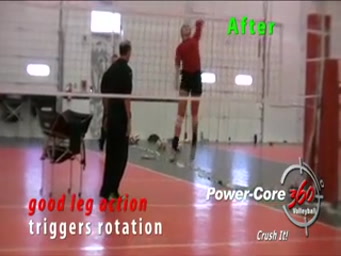 After
Power-Core 360
Volleyball
Crush It!
good leg action
triggers rotation